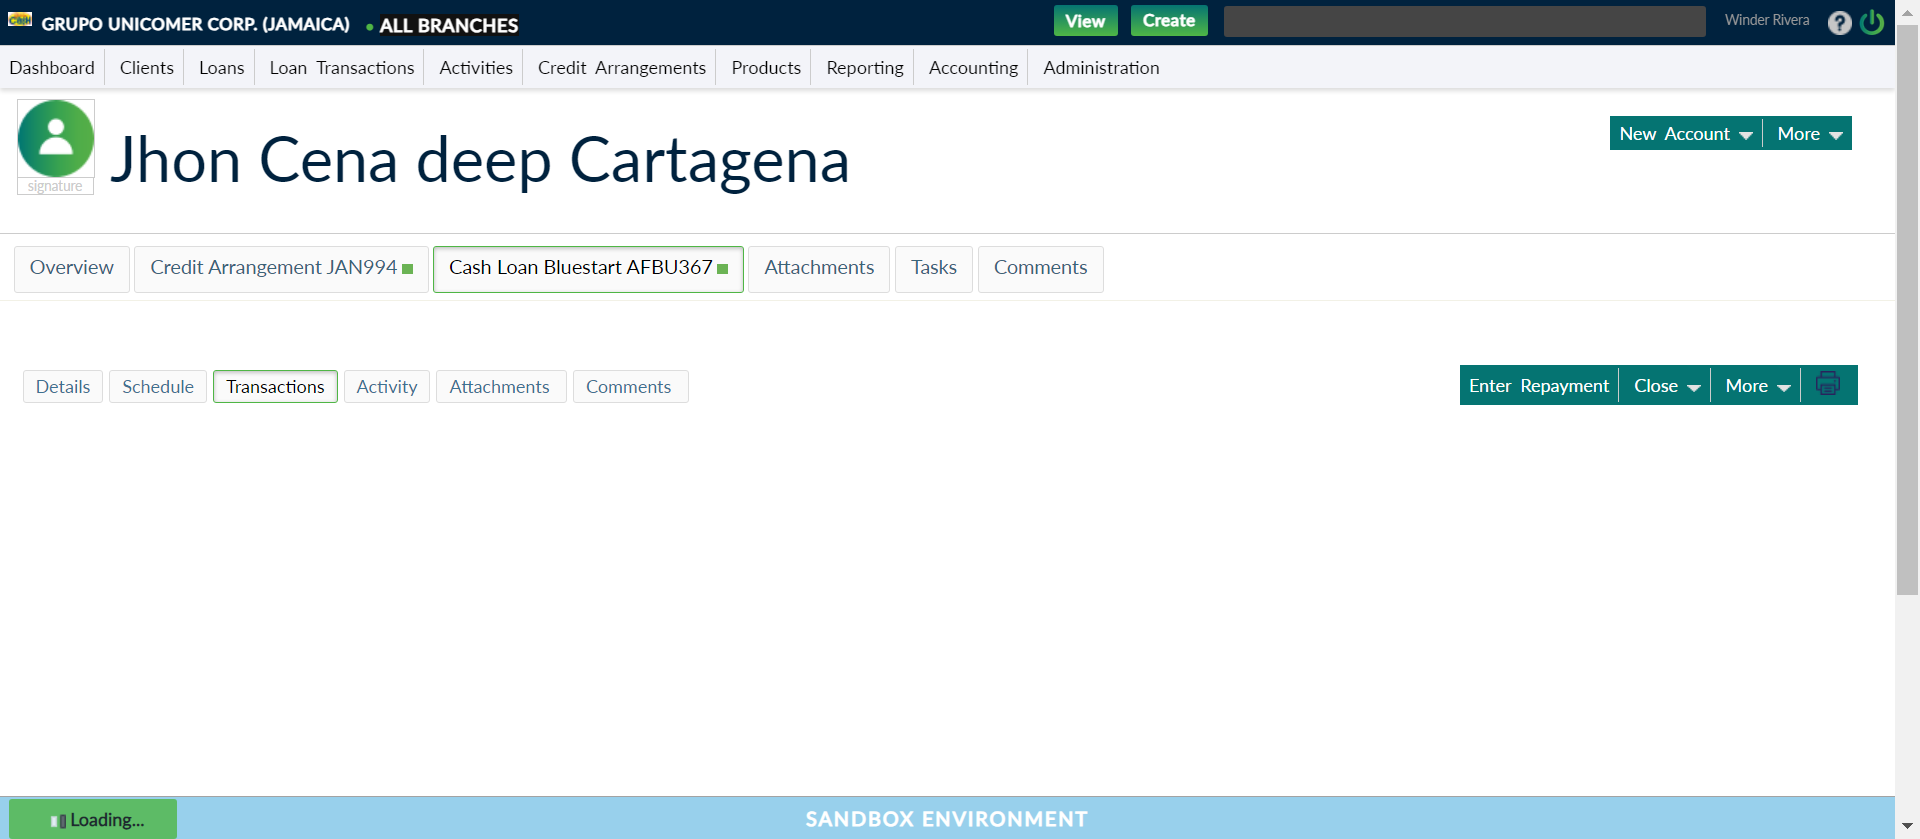 GRUPO UNICOMER CORP. (JAMAICA) ALL BRANCHES View Create Winder Rivera ?
Dashboard Clients Loans Loan Transactions Activities Credit Arrangements Products Reporting Accounting Administration
signature
Jhon Cena deep Cartagena
New Account More
Overview Credit Arrangement JAN994 Cash Loan Bluestart AFBU367 Attachments Tasks Comments
Details Schedule Transactions Activity Attachments Comments Enter Repayment Close More
Loading... SANDBOX ENVIRONMENT